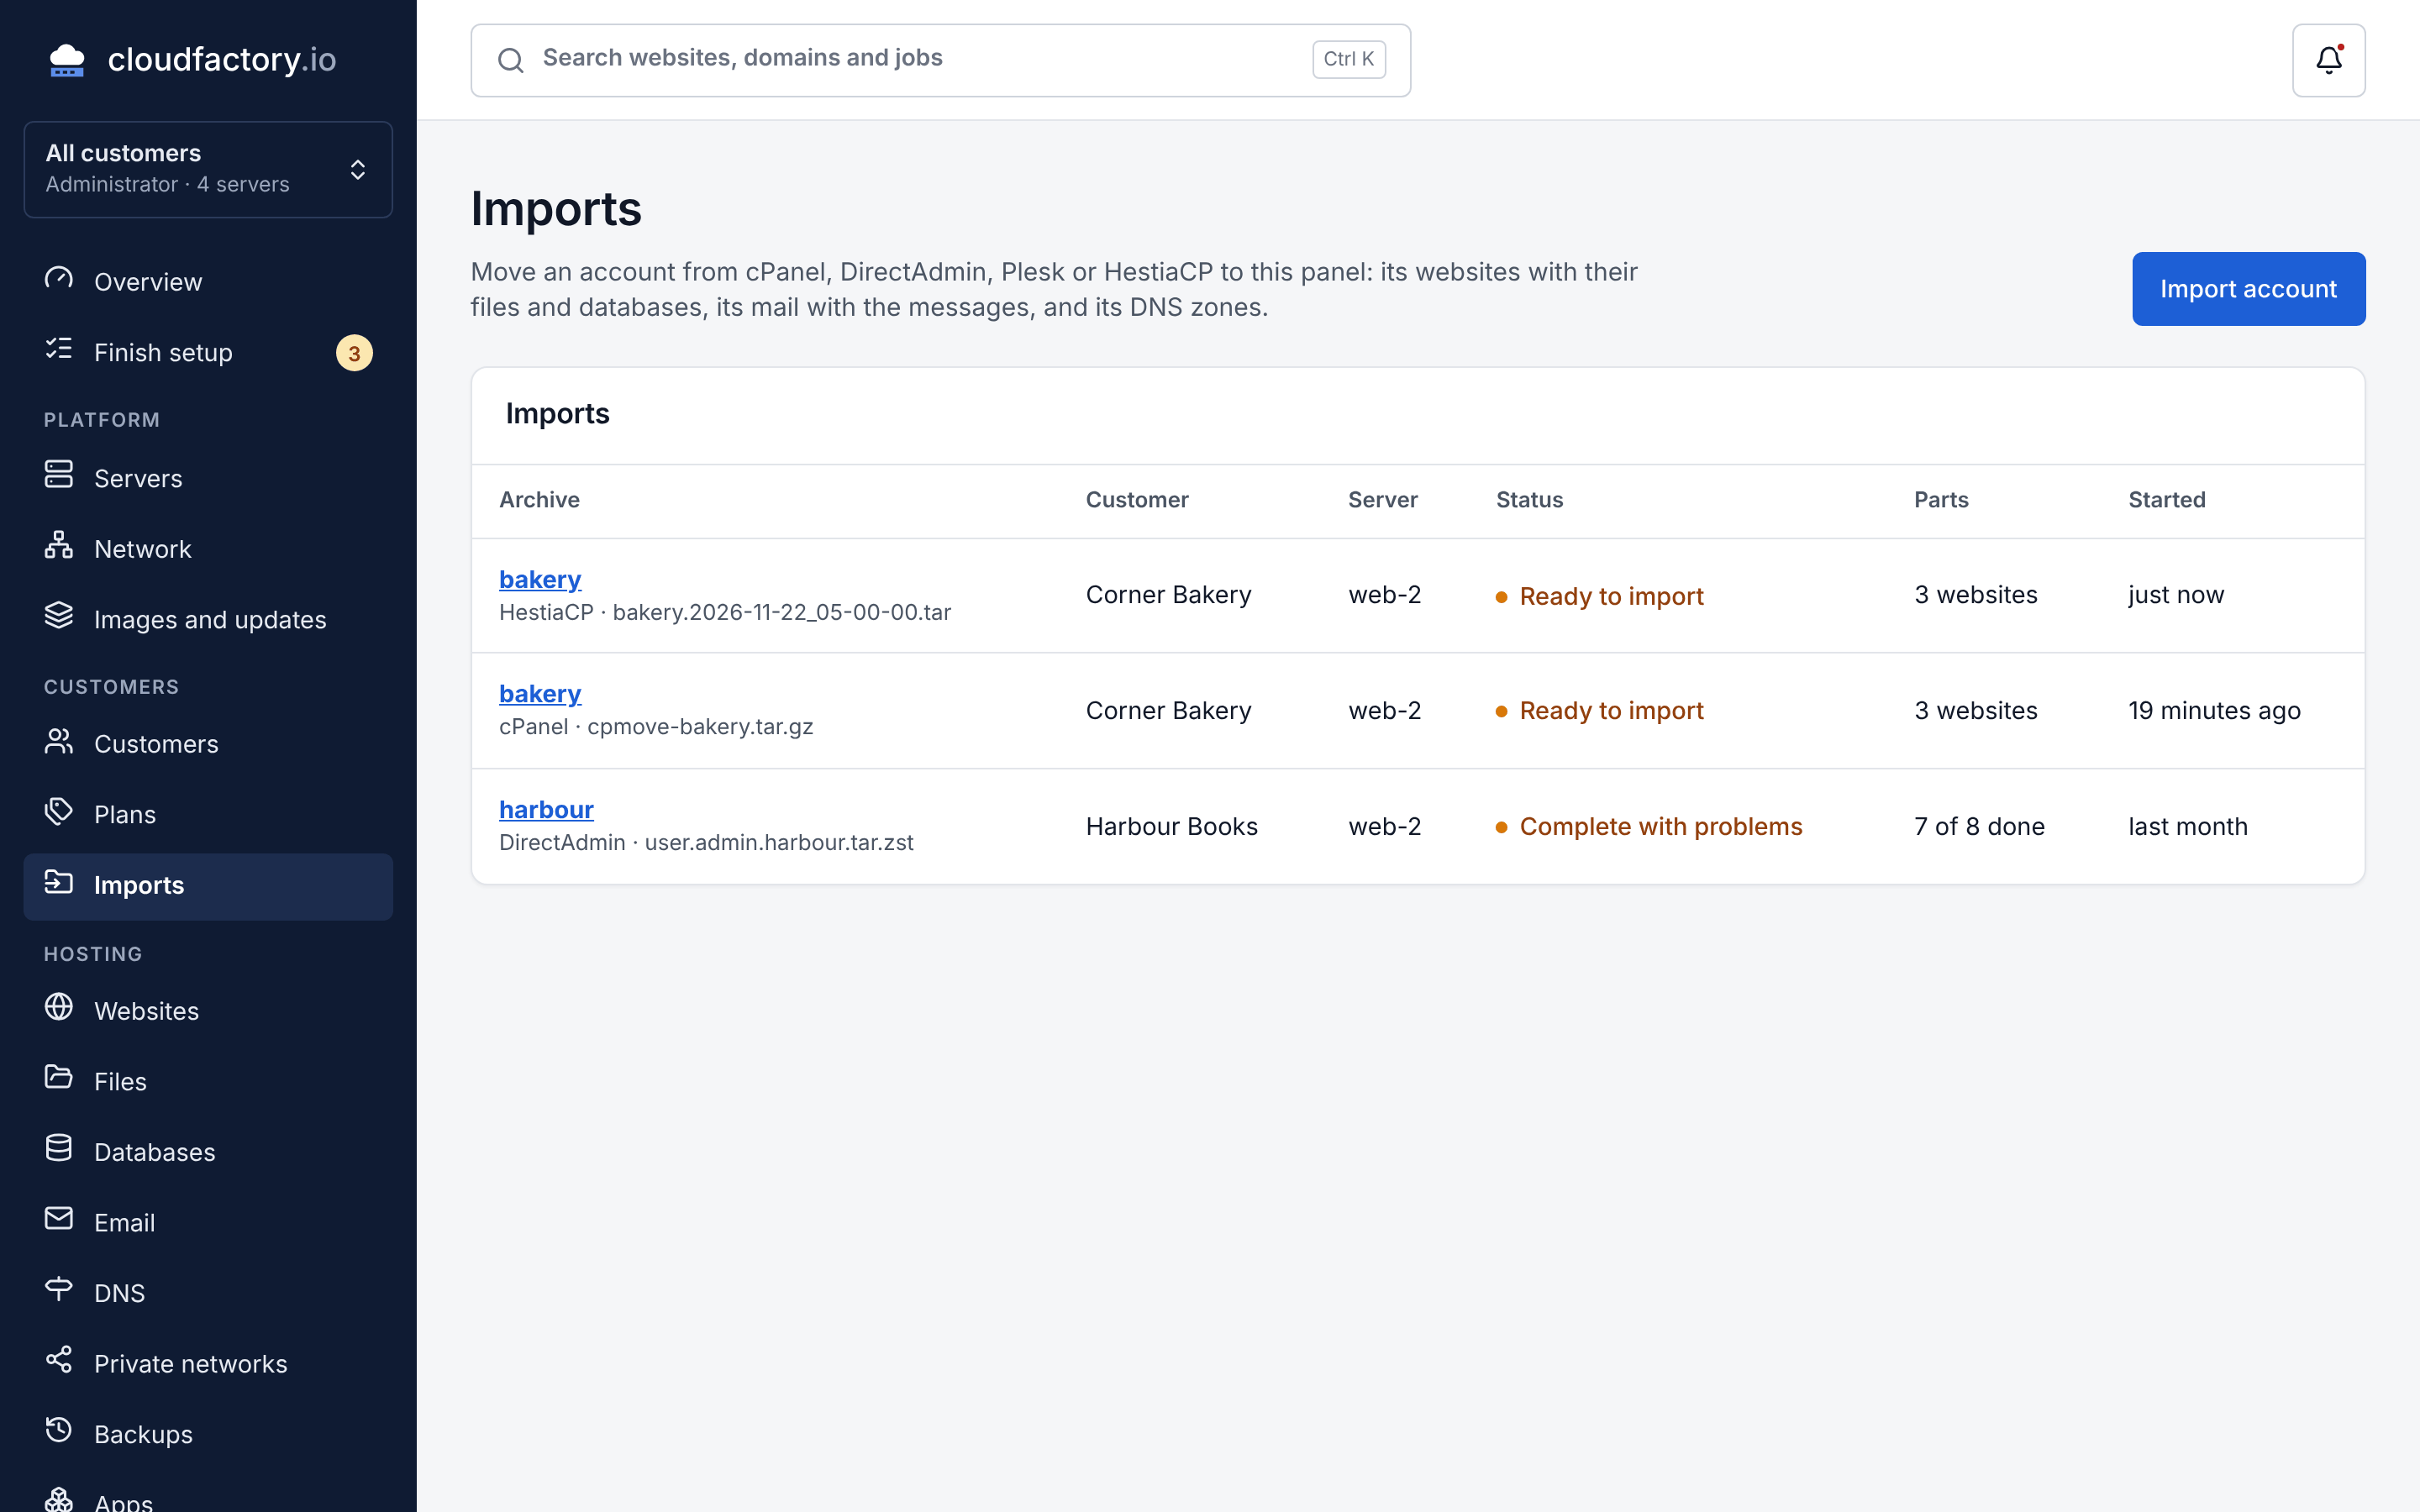 cloudfactory.io
All customers
Administrator · 4 servers
Overview
Finish setup 3
PLATFORM
Servers
Network
Images and updates
CUSTOMERS
Customers
Plans
Imports
HOSTING
Websites
Files
Databases
Email
DNS
Private networks
Backups
Apps
Search websites, domains and jobs Ctrl K
Imports
Move an account from cPanel, DirectAdmin, Plesk or HestiaCP to this panel: its websites with their
files and databases, its mail with the messages, and its DNS zones.
Import account
Imports
Archive Customer Server Status Parts Started
bakery
HestiaCP · bakery.2026-11-22_05-00-00.tar
Corner Bakery web-2 Ready to import 3 websites just now
bakery
cPanel · cpmove-bakery.tar.gz
Corner Bakery web-2 Ready to import 3 websites 19 minutes ago
harbour
DirectAdmin · user.admin.harbour.tar.zst
Harbour Books web-2 Complete with problems 7 of 8 done last month